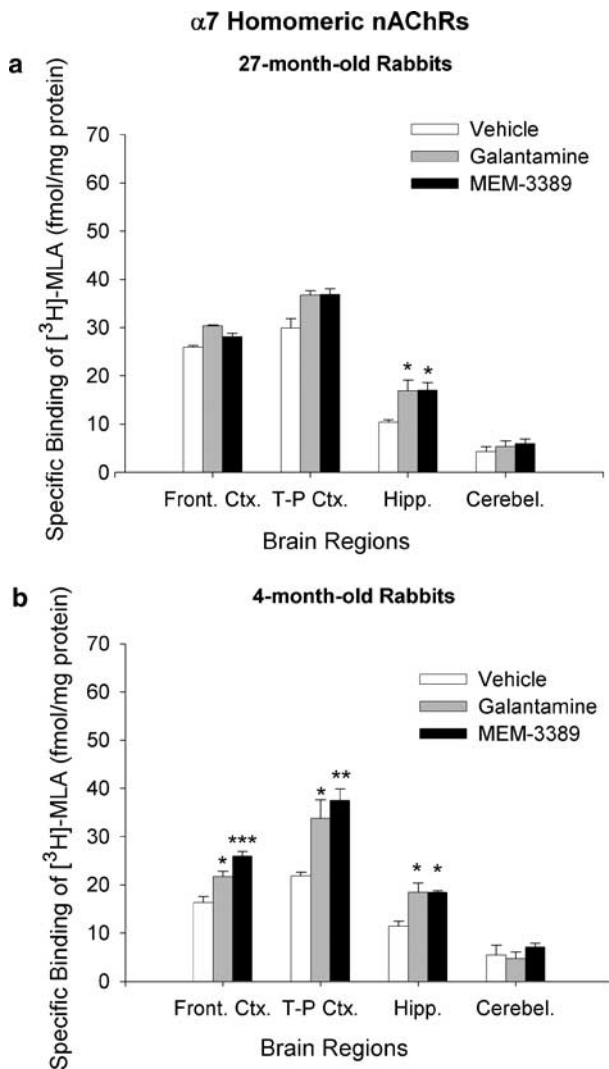 α7 Homomeric nAChRs
a
27-month-old Rabbits
Specific Binding of [³H]-MLA (fmol/mg protein)
70
60
50
40
30
20
10
0
Vehicle
Galantamine
MEM-3389
* *
Front. Ctx. T-P Ctx. Hipp. Cerebel.
Brain Regions
b
4-month-old Rabbits
Specific Binding of [³H]-MLA (fmol/mg protein)
70
60
50
40
30
20
10
0
Vehicle
Galantamine
MEM-3389
* *** * ** * *
Front. Ctx. T-P Ctx. Hipp. Cerebel.
Brain Regions